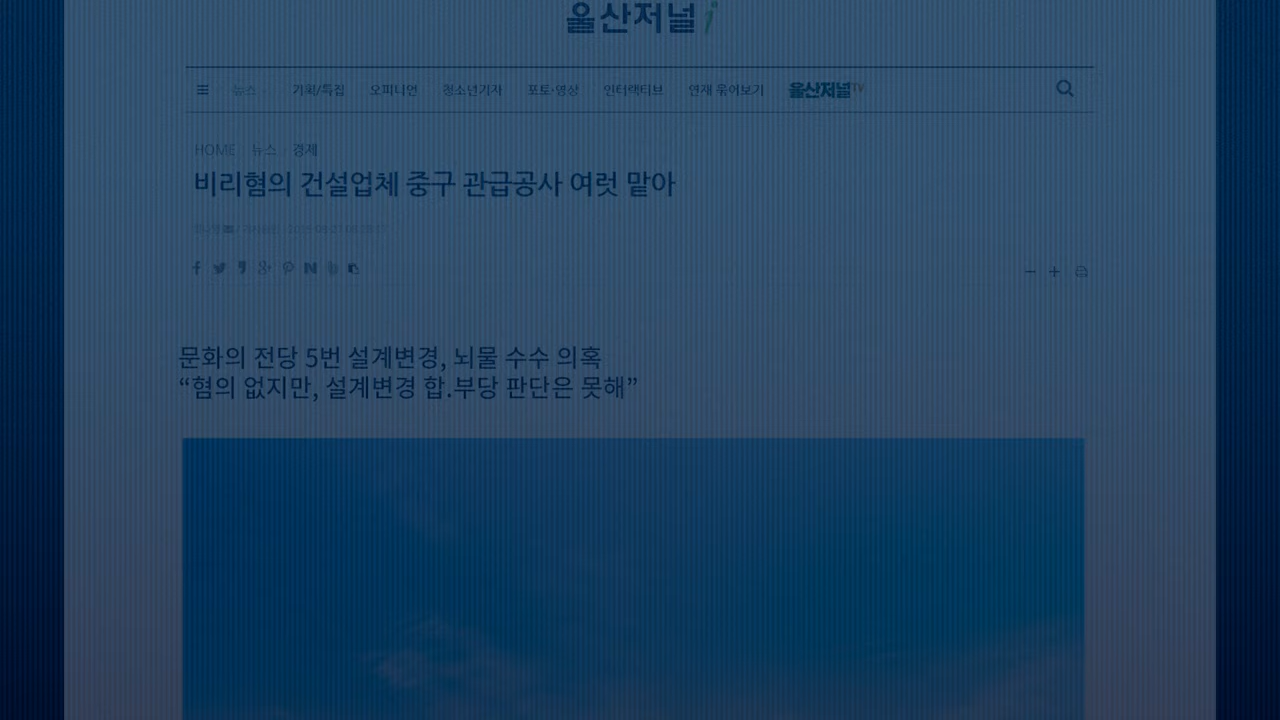 울산저널 i
뉴스 기획/특집 오피니언 청소년기자 포토·영상 인터랙티브 연재 묶어보기 울산저널TV
HOME 뉴스 경제
비리혐의 건설업체 중구 관급공사 여럿 맡아
문화의 전당 5번 설계변경, 뇌물 수수 의혹
“혐의 없지만, 설계변경 합.부당 판단은 못해”